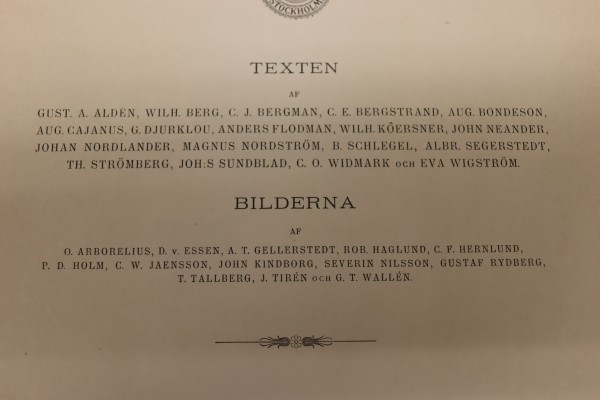 STOCKHOLM
TEXTEN
AF
GUST. A. ALDÉN, WILH. BERG, C. J. BERGMAN, C. E. BERGSTRAND, AUG. BONDESON,
AUG. CAJANUS, G. DJURKLOU, ANDERS FLODMAN, WILH. KÖERSNER, JOHN NEANDER,
JOHAN NORDLANDER, MAGNUS NORDSTRÖM, B. SCHLEGEL, ALBR. SEGERSTEDT,
TH. STRÖMBERG, JOH:S SUNDBLAD, C. O. WIDMARK OCH EVA WIGSTRÖM.
BILDERNA
AF
O. ARBORELIUS, D. v. ESSEN, A. T. GELLERSTEDT, ROB. HAGLUND, C. F. HERNLUND,
P. D. HOLM, C. W. JAENSSON, JOHN KINDBORG, SEVERIN NILSSON, GUSTAF RYDBERG,
T. TALLBERG, J. TIRÉN OCH G. T. WALLÉN.